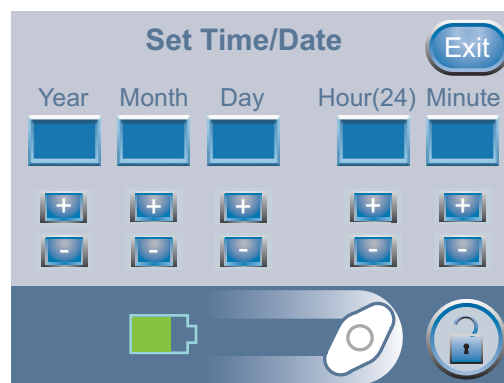 Set Time/Date
Exit
Year Month Day Hour(24) Minute
+ + + + +
- - - - -